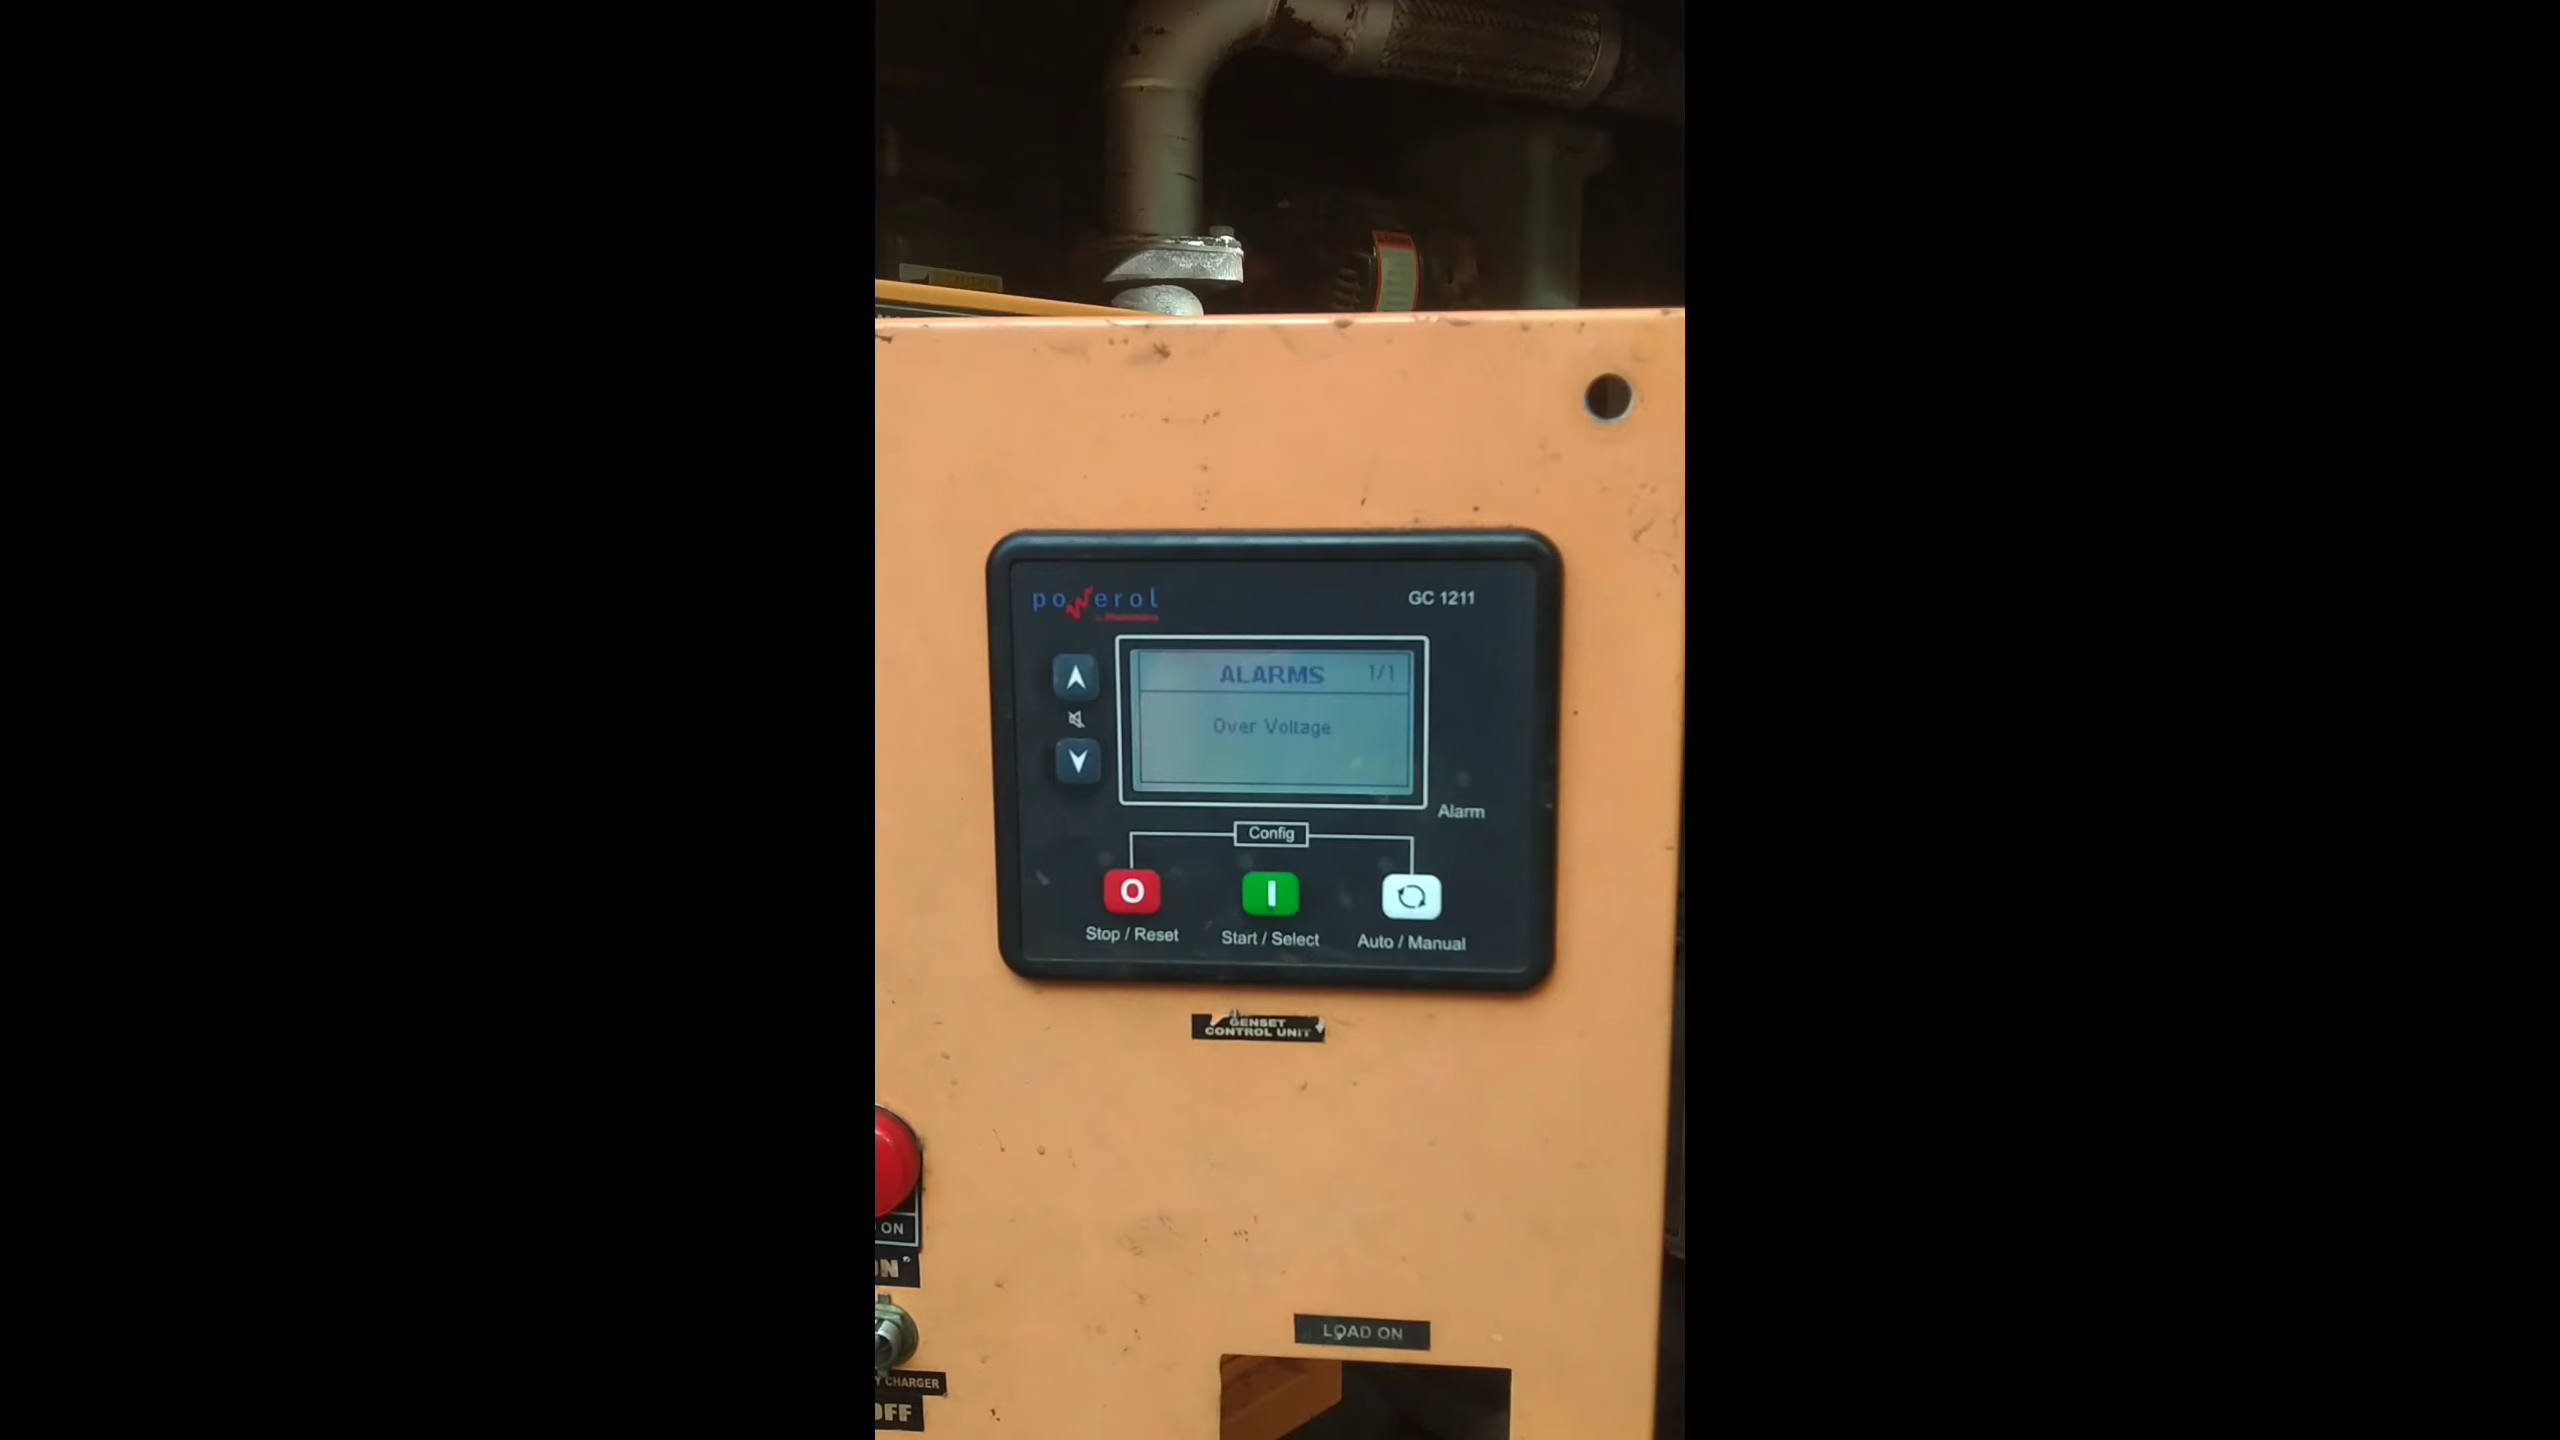 powerol
GC 1211
ALARMS 1/1
Over Voltage
Alarm
Config
O I
Stop / Reset Start / Select Auto / Manual
GENSET
CONTROL UNIT
ON
ON
LOAD ON
CHARGER
OFF